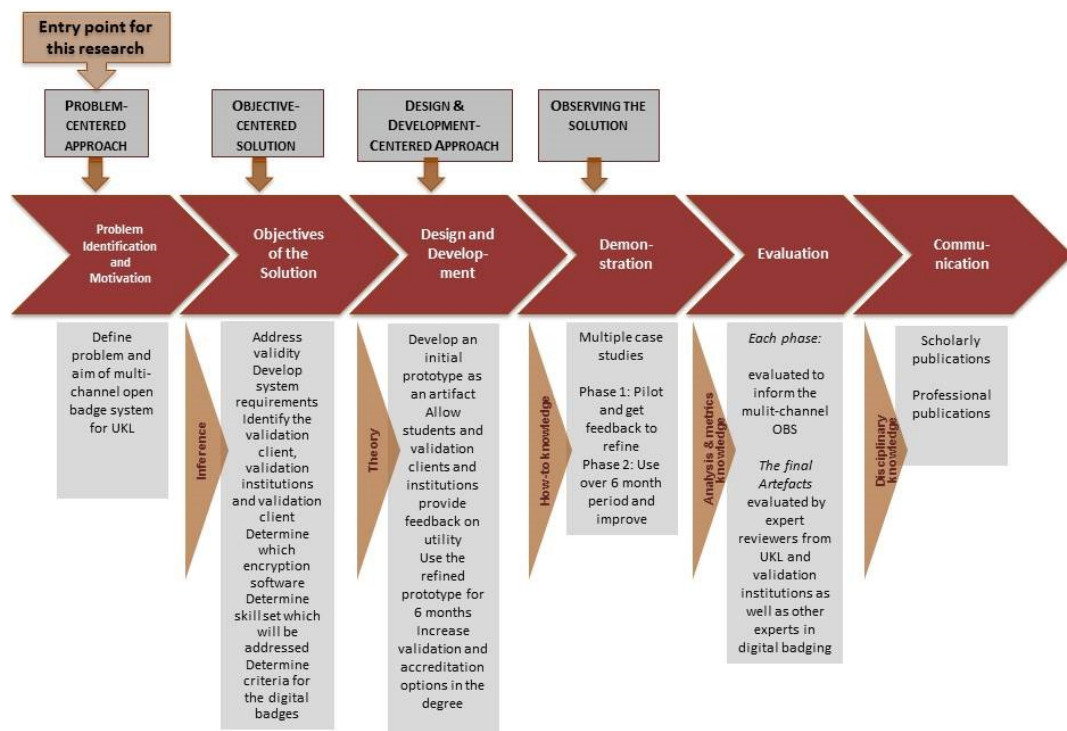 Entry point for
this research
PROBLEM-
CENTERED
APPROACH
OBJECTIVE-
CENTERED
SOLUTION
DESIGN &
DEVELOPMENT-
CENTERED APPROACH
OBSERVING THE
SOLUTION
Problem
Identification
and
Motivation
Objectives
of the
Solution
Design and
Develop-
ment
Demon-
stration
Evaluation
Commu-
nication
Define
problem and
aim of multi-
channel open
badge system
for UKL
Inference
Address
validity
Develop
system
requirements
Identify the
validation
client,
validation
institutions
and validation
client
Determine
which
encryption
software
Determine
skill set which
will be
addressed
Determine
criteria for
the digital
badges
Theory
Develop an
initial
prototype as
an artifact
Allow
students and
validation
clients and
institutions
provide
feedback on
utility
Use the
refined
prototype for
6 months
Increase
validation and
accreditation
options in the
degree
How-to knowledge
Multiple case
studies
Phase 1: Pilot
and get
feedback to
refine
Phase 2: Use
over 6 month
period and
improve
Analysis & metrics
knowledge
Each phase:
evaluated to
inform the
mulit-channel
OBS
The final
Artefacts
evaluated by
expert
reviewers from
UKL and
validation
institutions as
well as other
experts in
digital badging
Disciplinary
knowledge
Scholarly
publications
Professional
publications